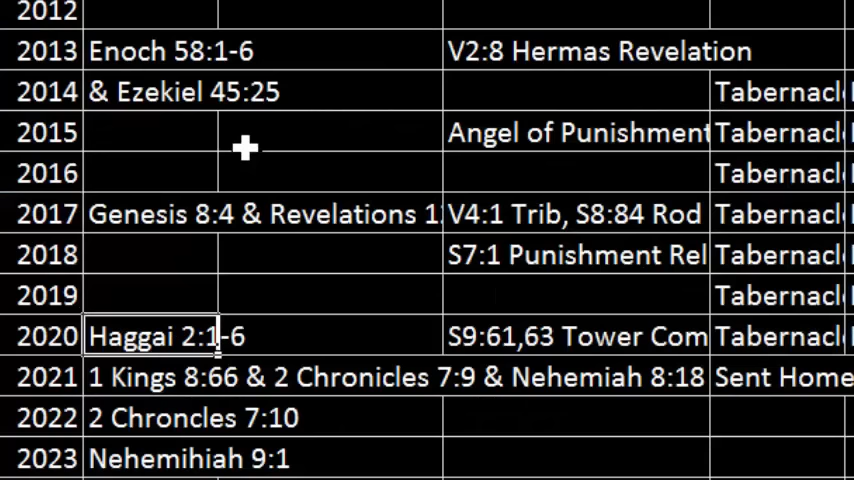 2012
2013 Enoch 58:1-6 V2:8 Hermas Revelation
2014 & Ezekiel 45:25 Tabernacl
2015 Angel of Punishment Tabernacl
2016 Tabernacl
2017 Genesis 8:4 & Revelations 1 V4:1 Trib, S8:84 Rod Tabernacl
2018 S7:1 Punishment Rel Tabernacl
2019 Tabernacl
2020 Haggai 2:1-6 S9:61,63 Tower Com Tabernacl
2021 1 Kings 8:66 & 2 Chronicles 7:9 & Nehemiah 8:18 Sent Home
2022 2 Chroncles 7:10
2023 Nehemihiah 9:1